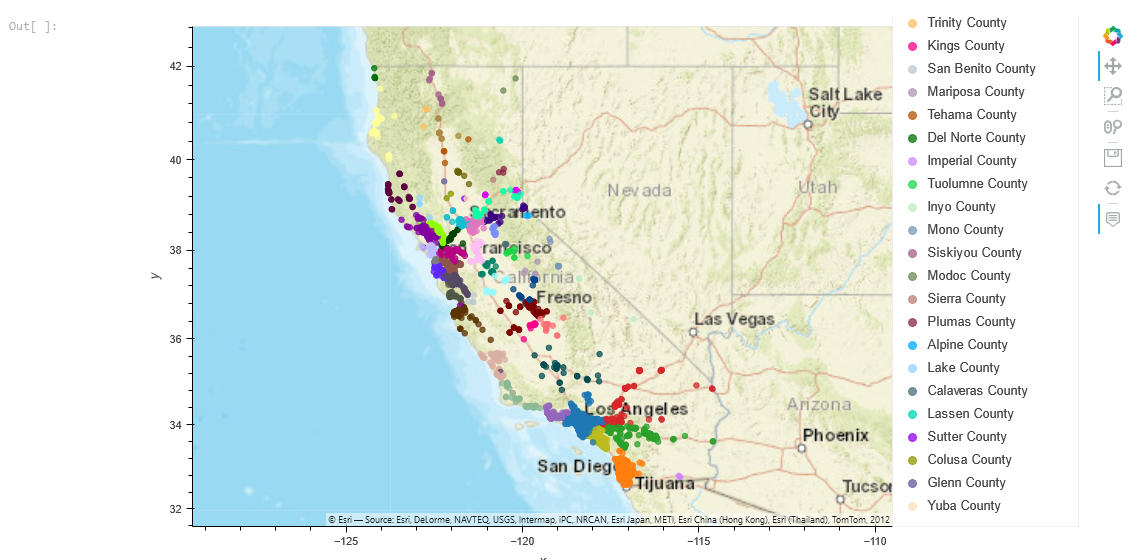 Out[ ]:
42
40
38
36
34
32
y
-125
-120
-115
-110
Salt Lake
City
Nevada
Utah
Sacramento
Francisco
California
Fresno
Las Vegas
Los Angeles
Arizona
Phoenix
San Diego
Tijuana
Tucson
© Esri — Source: Esri, DeLorme, NAVTEQ, USGS, Intermap, iPC, NRCAN, Esri Japan, METI, Esri China (Hong Kong), Esri (Thailand), TomTom, 2012
Trinity County
Kings County
San Benito County
Mariposa County
Tehama County
Del Norte County
Imperial County
Tuolumne County
Inyo County
Mono County
Siskiyou County
Modoc County
Sierra County
Plumas County
Alpine County
Lake County
Calaveras County
Lassen County
Sutter County
Colusa County
Glenn County
Yuba County